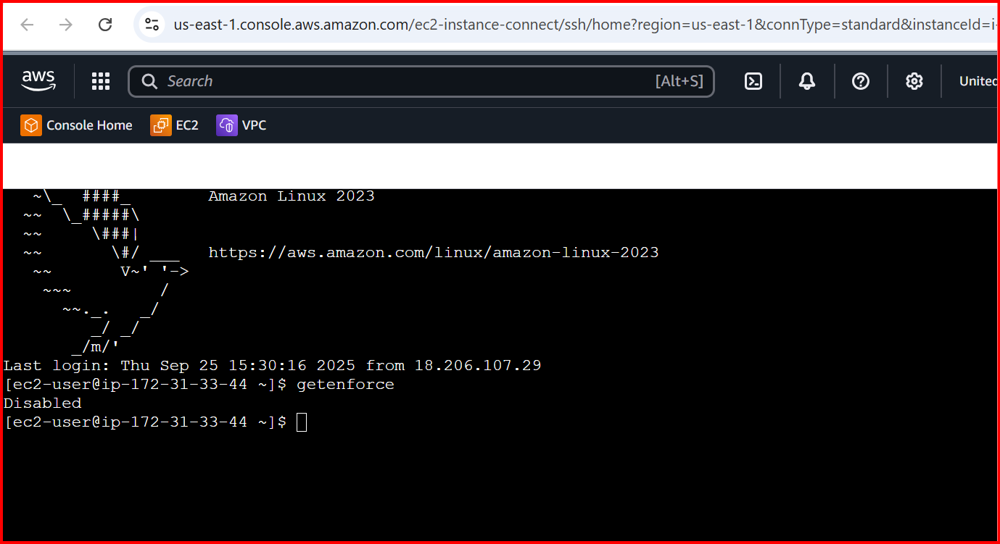 us-east-1.console.aws.amazon.com/ec2-instance-connect/ssh/home?region=us-east-1&connType=standard&instanceId=i-
aws Search [Alt+S] United
Console Home EC2 VPC
   ~\_  ####_        Amazon Linux 2023
  ~~  \_#####\
  ~~     \###|
  ~~       \#/ ___   https://aws.amazon.com/linux/amazon-linux-2023
   ~~       V~' '->
    ~~~         /
      ~~._.   _/
         _/ _/
       _/m/'
Last login: Thu Sep 25 15:30:16 2025 from 18.206.107.29
[ec2-user@ip-172-31-33-44 ~]$ getenforce
Disabled
[ec2-user@ip-172-31-33-44 ~]$